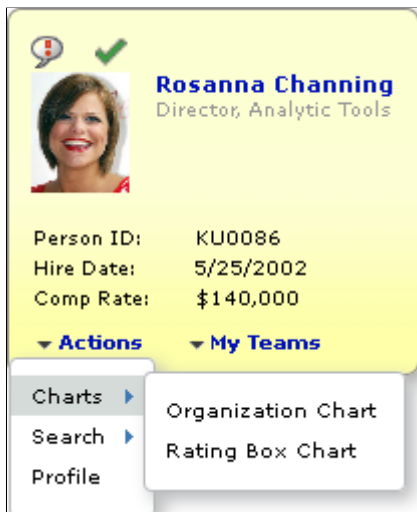 Rosanna Channing
Director, Analytic Tools
Person ID: KU0086
Hire Date: 5/25/2002
Comp Rate: $140,000
Actions My Teams
Charts
Search
Profile
Organization Chart
Rating Box Chart